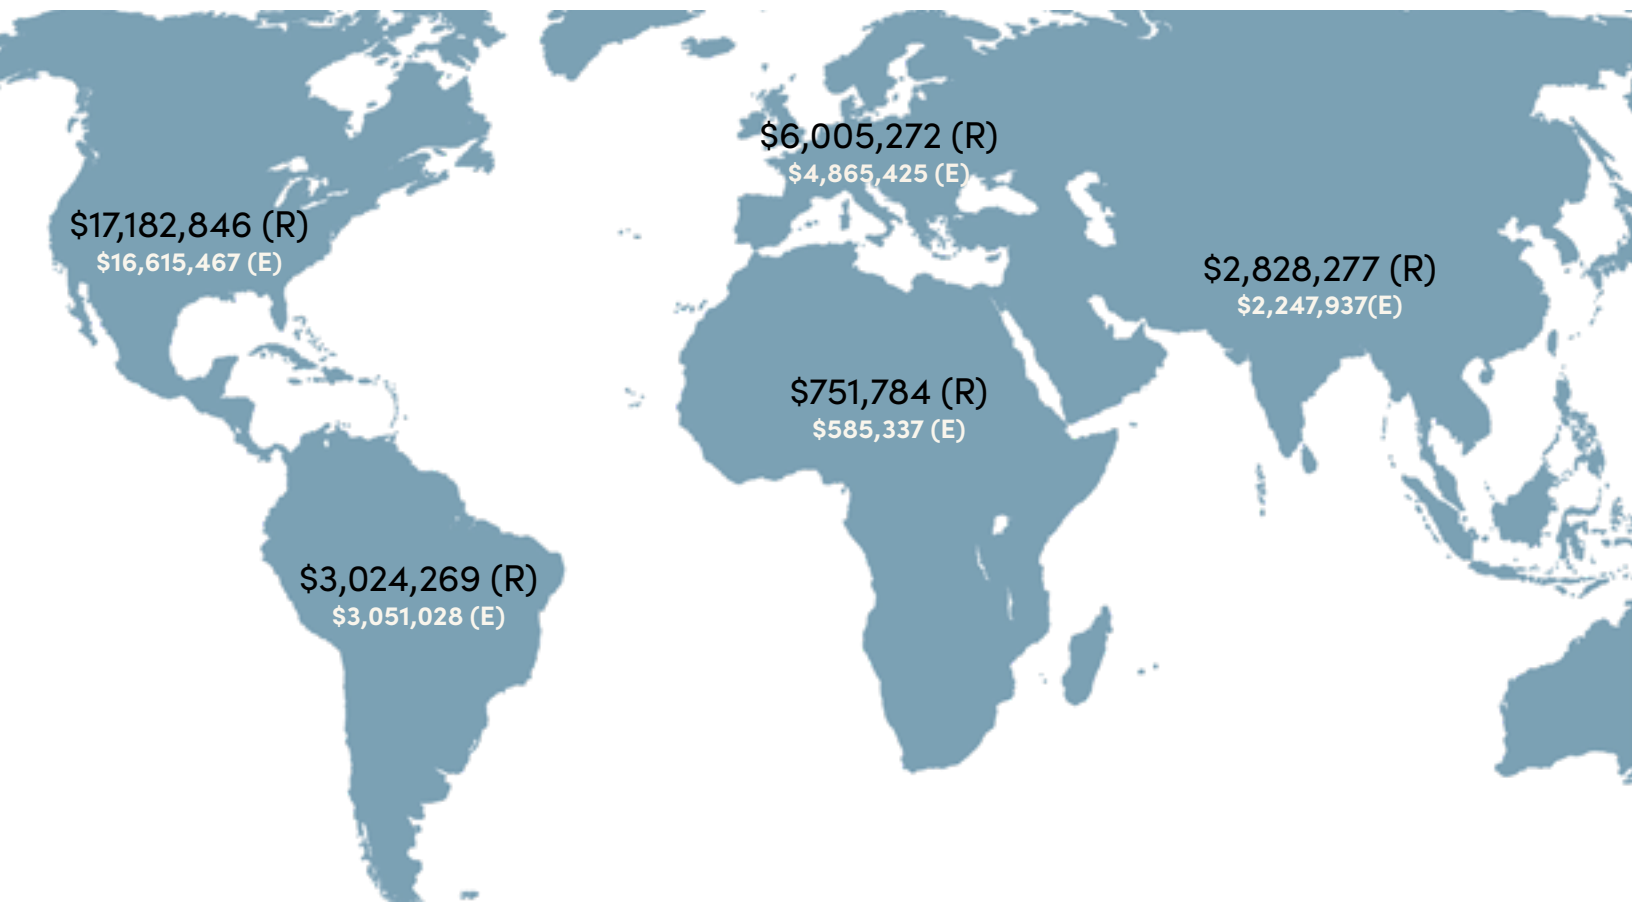 $6,005,272 (R)
$4,865,425 (E)
$17,182,846 (R)
$16,615,467 (E)
$2,828,277 (R)
$2,247,937(E)
$751,784 (R)
$585,337 (E)
$3,024,269 (R)
$3,051,028 (E)